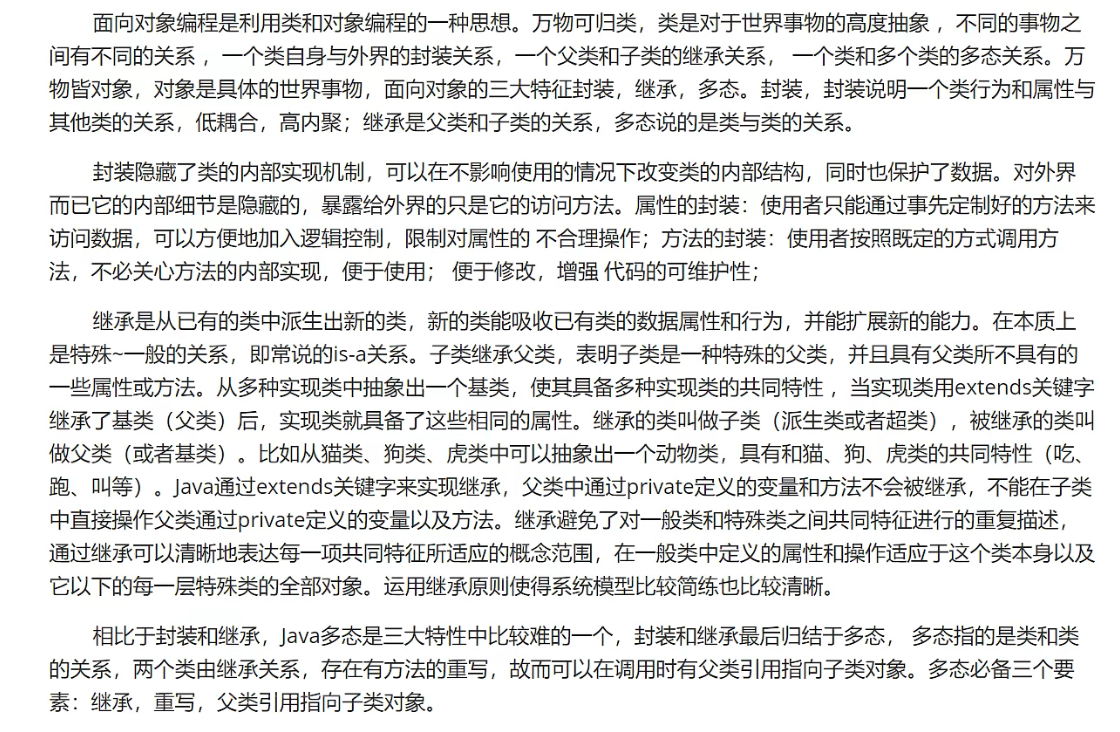 面向对象编程是利用类和对象编程的一种思想。万物可归类，类是对于世界事物的高度抽象 ，不同的事物之
间有不同的关系 ，一个类自身与外界的封装关系，一个父类和子类的继承关系， 一个类和多个类的多态关系。万
物皆对象，对象是具体的世界事物，面向对象的三大特征封装，继承，多态。封装，封装说明一个类行为和属性与
其他类的关系，低耦合，高内聚；继承是父类和子类的关系，多态说的是类与类的关系。
封装隐藏了类的内部实现机制，可以在不影响使用的情况下改变类的内部结构，同时也保护了数据。对外界
而已它的内部细节是隐藏的，暴露给外界的只是它的访问方法。属性的封装：使用者只能通过事先定制好的方法来
访问数据，可以方便地加入逻辑控制，限制对属性的 不合理操作；方法的封装：使用者按照既定的方式调用方
法，不必关心方法的内部实现，便于使用； 便于修改，增强 代码的可维护性；
继承是从已有的类中派生出新的类，新的类能吸收已有类的数据属性和行为，并能扩展新的能力。在本质上
是特殊~一般的关系，即常说的is-a关系。子类继承父类，表明子类是一种特殊的父类，并且具有父类所不具有的
一些属性或方法。从多种实现类中抽象出一个基类，使其具备多种实现类的共同特性 ，当实现类用extends关键字
继承了基类（父类）后，实现类就具备了这些相同的属性。继承的类叫做子类（派生类或者超类），被继承的类叫
做父类（或者基类）。比如从猫类、狗类、虎类中可以抽象出一个动物类，具有和猫、狗、虎类的共同特性（吃、
跑、叫等）。Java通过extends关键字来实现继承，父类中通过private定义的变量和方法不会被继承，不能在子类
中直接操作父类通过private定义的变量以及方法。继承避免了对一般类和特殊类之间共同特征进行的重复描述，
通过继承可以清晰地表达每一项共同特征所适应的概念范围，在一般类中定义的属性和操作适应于这个类本身以及
它以下的每一层特殊类的全部对象。运用继承原则使得系统模型比较简练也比较清晰。
相比于封装和继承，Java多态是三大特性中比较难的一个，封装和继承最后归结于多态， 多态指的是类和类
的关系，两个类由继承关系，存在有方法的重写，故而可以在调用时有父类引用指向子类对象。多态必备三个要
素：继承，重写，父类引用指向子类对象。